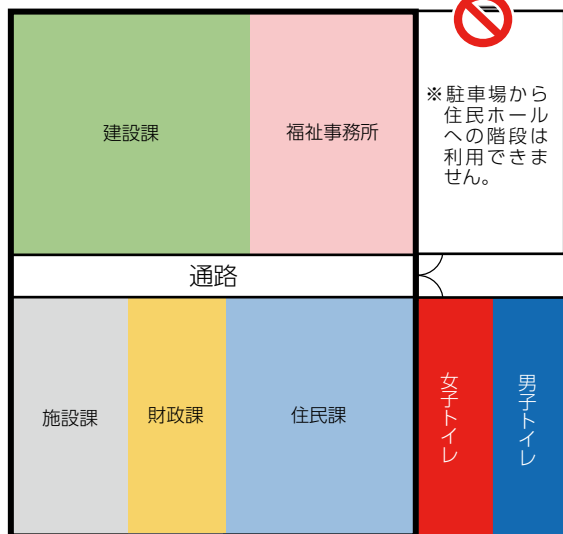 建設課
福祉事務所
※駐車場から
住民ホール
への階段は
利用できま
せん。
通路
施設課
財政課
住民課
女子トイレ
男子トイレ